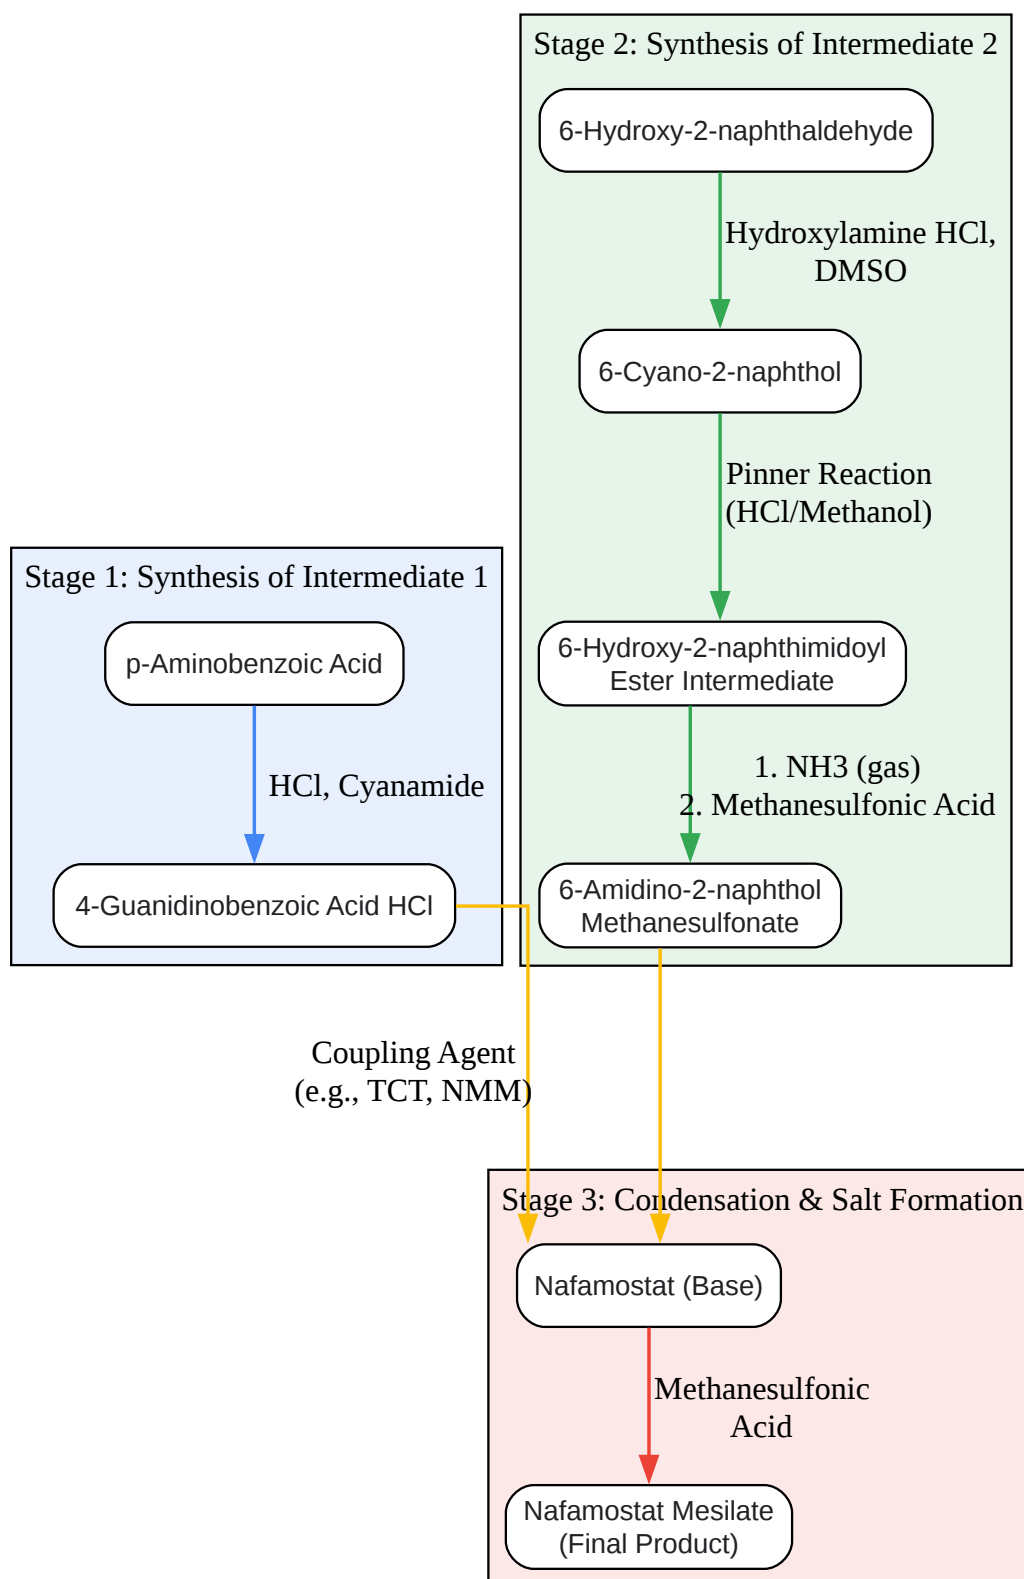 Stage 2: Synthesis of Intermediate 2
6-Hydroxy-2-naphthaldehyde
Hydroxylamine HCl,
DMSO
6-Cyano-2-naphthol
Pinner Reaction
(HCl/Methanol)
6-Hydroxy-2-naphthimidoyl
Ester Intermediate
1. NH3 (gas)
2. Methanesulfonic Acid
6-Amidino-2-naphthol
Methanesulfonate
Stage 1: Synthesis of Intermediate 1
p-Aminobenzoic Acid
HCl, Cyanamide
4-Guanidinobenzoic Acid HCl
Coupling Agent
(e.g., TCT, NMM)
Stage 3: Condensation & Salt Formation
Nafamostat (Base)
Methanesulfonic
Acid
Nafamostat Mesilate
(Final Product)